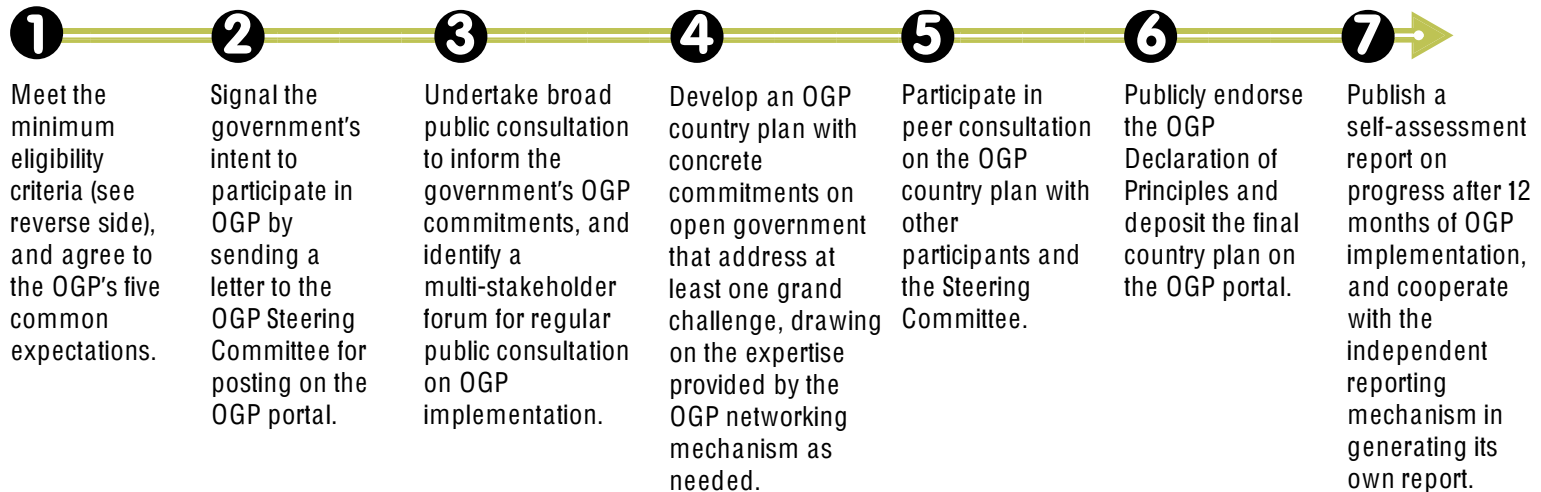 1
Meet the
minimum
eligibility
criteria (see
reverse side),
and agree to
the OGP's five
common
expectations.
2
Signal the
government's
intent to
participate in
OGP by
sending a
letter to the
OGP Steering
Committee for
posting on the
OGP portal.
3
Undertake broad
public consultation
to inform the
government's OGP
commitments, and
identify a
multi-stakeholder
forum for regular
public consultation
on OGP
implementation.
4
Develop an OGP
country plan with
concrete
commitments on
open government
that address at
least one grand
challenge, drawing
on the expertise
provided by the
OGP networking
mechanism as
needed.
5
Participate in
peer consultation
on the OGP
country plan with
other
participants and
the Steering
Committee.
6
Publicly endorse
the OGP
Declaration of
Principles and
deposit the final
country plan on
the OGP portal.
7
Publish a
self-assessment
report on
progress after 12
months of OGP
implementation,
and cooperate
with the
independent
reporting
mechanism in
generating its
own report.